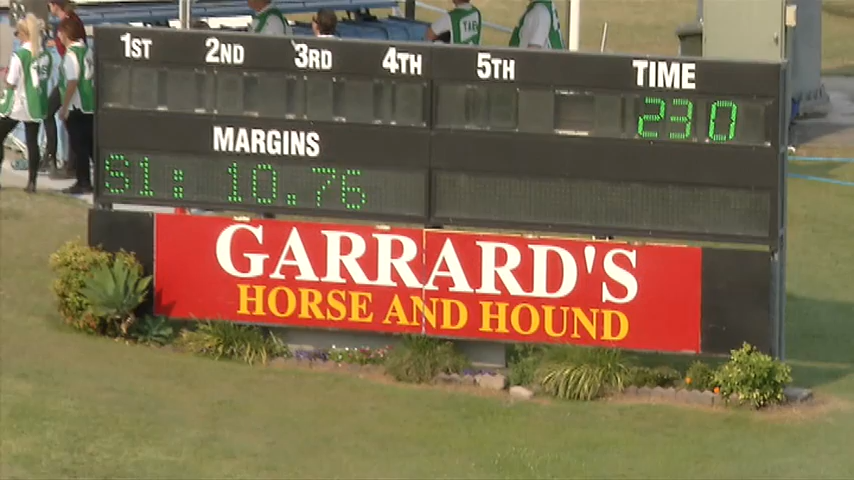 1ST 2ND 3RD 4TH 5TH TIME
230
MARGINS
S1: 10.76
GARRARD'S
HORSE AND HOUND